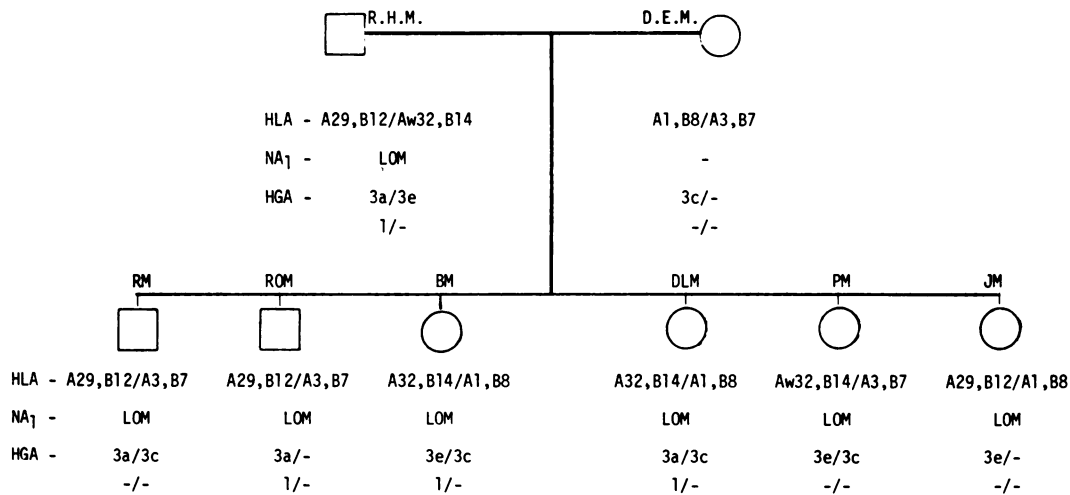 R.H.M. D.E.M.
HLA - A29,B12/Aw32,B14 A1,B8/A3,B7
NA1 - LOM -
HGA - 3a/3e 3c/-
1/- -/-
RM ROM BM DLM PM JM
HLA - A29,B12/A3,B7 A29,B12/A3,B7 A32,B14/A1,B8 A32,B14/A1,B8 Aw32,B14/A3,B7 A29,B12/A1,B8
NA1 - LOM LOM LOM LOM LOM LOM
HGA - 3a/3c 3a/- 3e/3c 3a/3c 3e/3c 3e/-
-/- 1/- 1/- 1/- -/- -/-